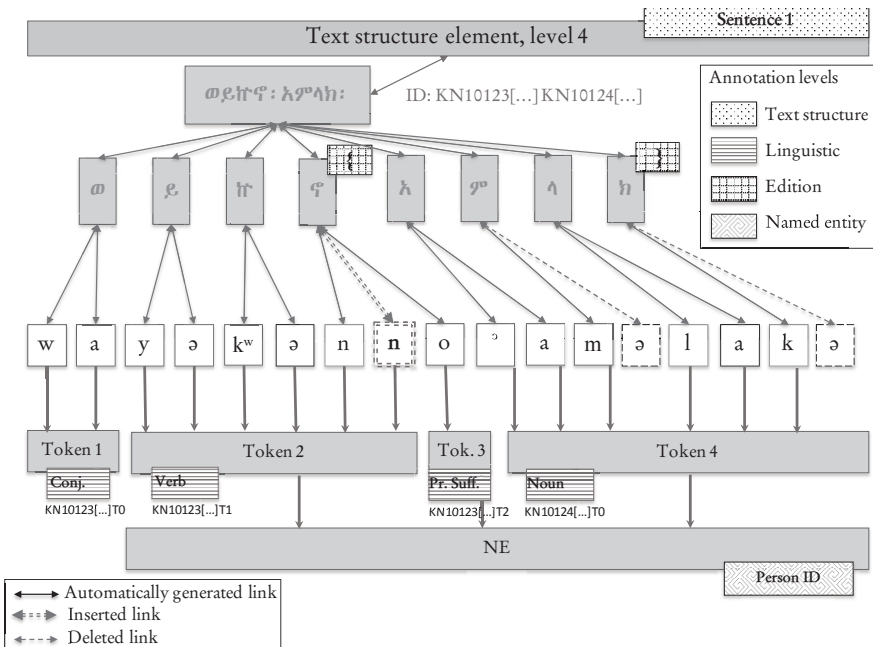 Sentence 1
Text structure element, level 4
ወይኵኖ፡አምላክ፡
ID: KN10123[...]KN10124[...]
Annotation levels
Text structure
Linguistic
Edition
Named entity
{ }
ወ ይ ኵ ኖ አ ም ላ ክ
w a y ə kʷ ə n n o ʾ a m ə l a k ə
Token 1 Token 2 Tok. 3 Token 4
Conj. Verb Pr. Suff. Noun
KN10123[...]T0 KN10123[...]T1 KN10123[...]T2 KN10124[...]T0
NE
Person ID
Automatically generated link
Inserted link
Deleted link